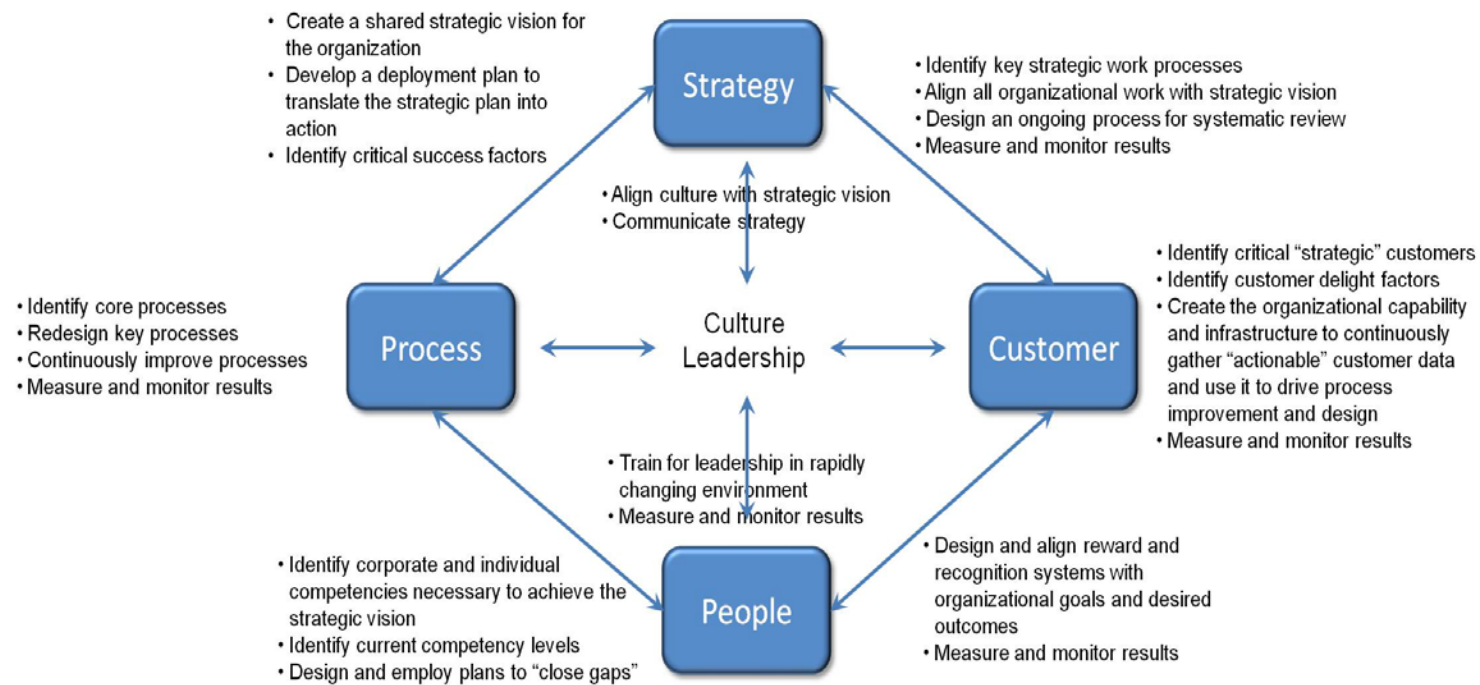 • Create a shared strategic vision for
the organization
• Develop a deployment plan to
translate the strategic plan into
action
• Identify critical success factors
Strategy
• Identify key strategic work processes
• Align all organizational work with strategic vision
• Design an ongoing process for systematic review
• Measure and monitor results
• Align culture with strategic vision
• Communicate strategy
• Identify core processes
• Redesign key processes
• Continuously improve processes
• Measure and monitor results
Process
Culture
Leadership
Customer
• Identify critical “strategic” customers
• Identify customer delight factors
• Create the organizational capability
and infrastructure to continuously
gather “actionable” customer data
and use it to drive process
improvement and design
• Measure and monitor results
• Train for leadership in rapidly
changing environment
• Measure and monitor results
• Identify corporate and individual
competencies necessary to achieve the
strategic vision
• Identify current competency levels
• Design and employ plans to “close gaps”
People
• Design and align reward and
recognition systems with
organizational goals and desired
outcomes
• Measure and monitor results